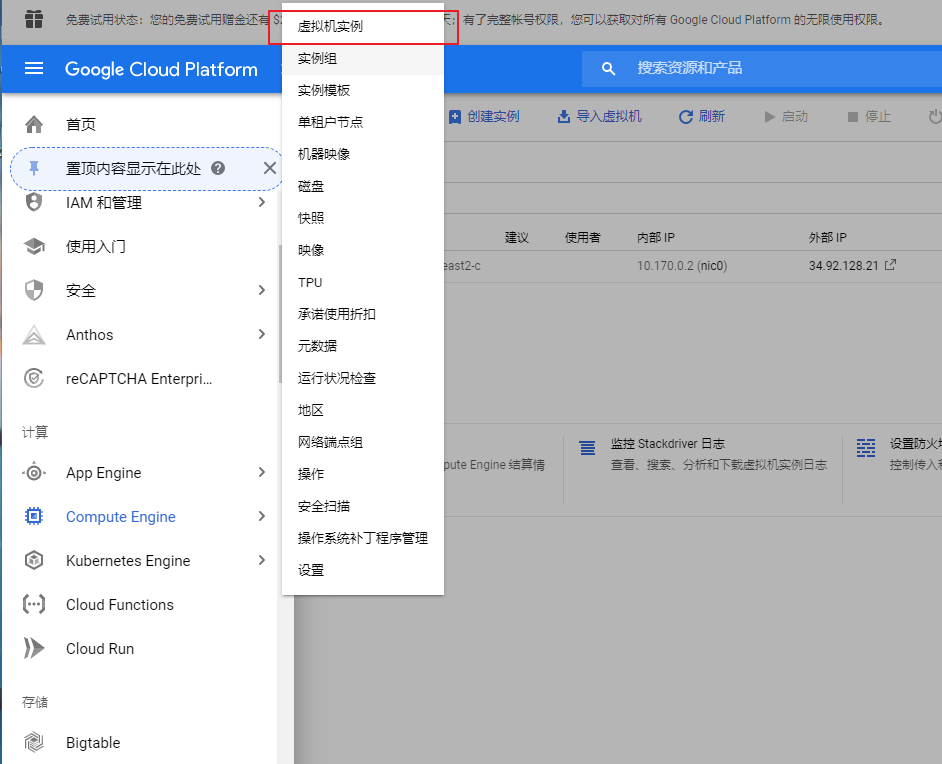 免费试用状态：您的免费试用赠金还有 $
天；有了完整帐号权限，您可以获取对所有 Google Cloud Platform 的无限使用权限。
Google Cloud Platform
搜索资源和产品
首页
置顶内容显示在此处
IAM 和管理
使用入门
安全
Anthos
reCAPTCHA Enterpri...
计算
App Engine
Compute Engine
Kubernetes Engine
Cloud Functions
Cloud Run
存储
Bigtable
虚拟机实例
实例组
实例模板
单租户节点
机器映像
磁盘
快照
映像
TPU
承诺使用折扣
元数据
运行状况检查
地区
网络端点组
操作
安全扫描
操作系统补丁程序管理
设置
创建实例 导入虚拟机 刷新 启动 停止
建议 使用者 内部 IP 外部 IP
east2-c 10.170.0.2 (nic0) 34.92.128.21
监控 Stackdriver 日志
查看、搜索、分析和下载虚拟机实例日志
pute Engine 结算情
设置防火
控制传入